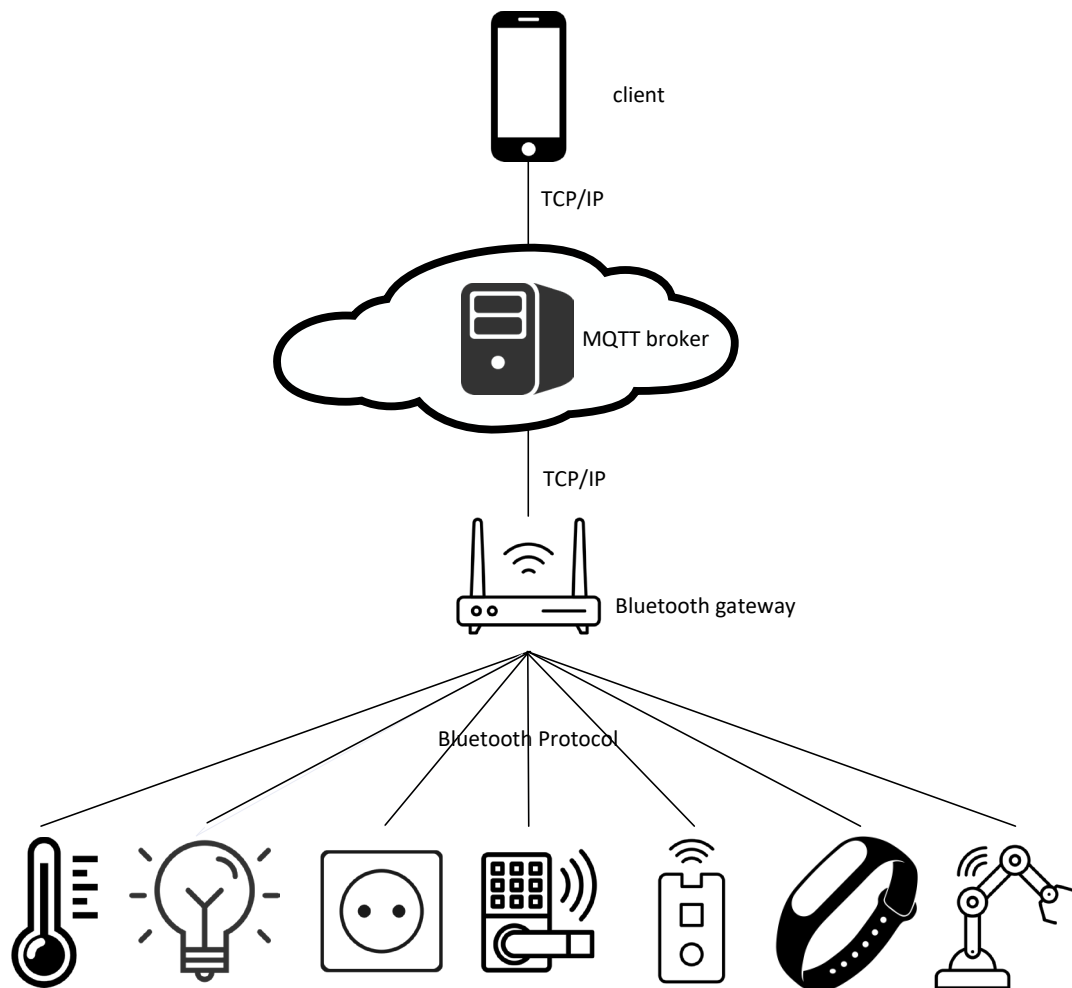 client
TCP/IP
MQTT broker
TCP/IP
Bluetooth gateway
Bluetooth Protocol